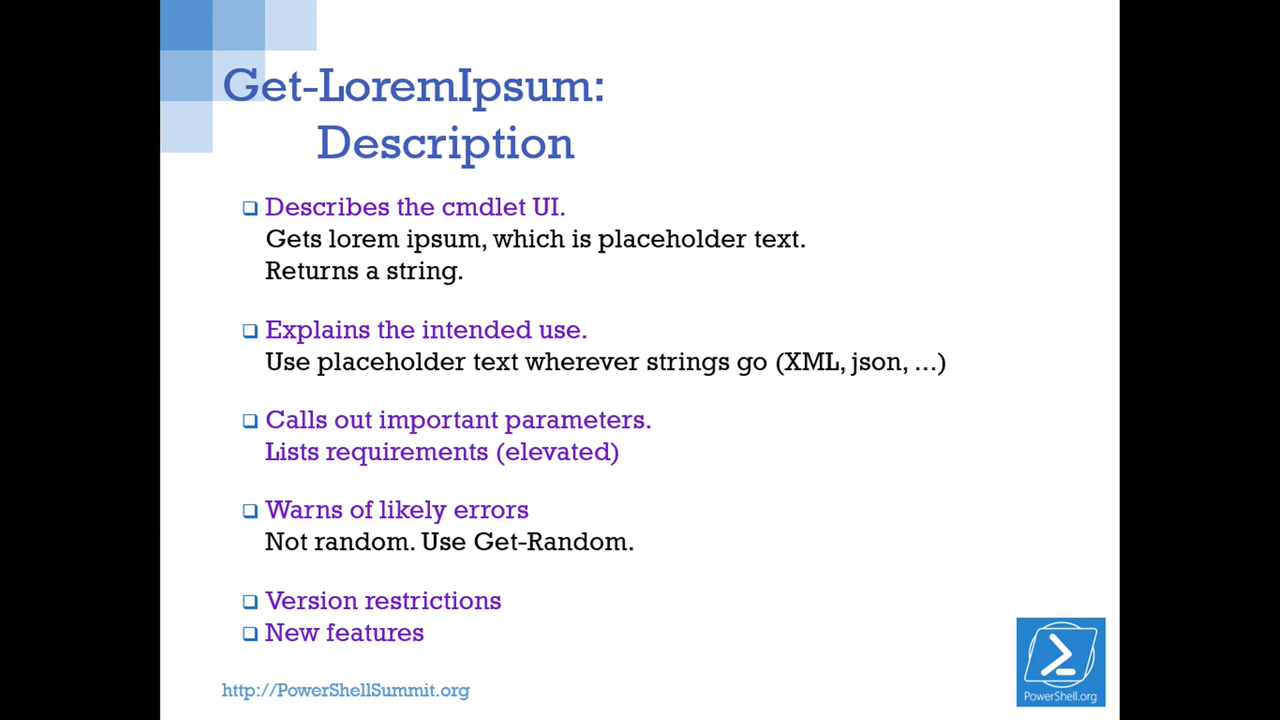 Get-LoremIpsum:
Description
Describes the cmdlet UI.
Gets lorem ipsum, which is placeholder text.
Returns a string.
Explains the intended use.
Use placeholder text wherever strings go (XML, json, ...)
Calls out important parameters.
Lists requirements (elevated)
Warns of likely errors
Not random. Use Get-Random.
Version restrictions
New features
http://PowerShellSummit.org
PowerShell.org